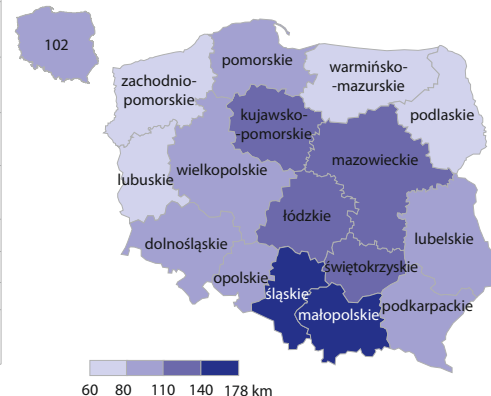 102
pomorskie
warmińsko-
-mazurskie
zachodnio-
pomorskie
podlaskie
kujawsko-
-pomorskie
mazowieckie
lubuskie
wielkopolskie
łódzkie
lubelskie
dolnośląskie
świętokrzyskie
opolskie
śląskie
małopolskie
podkarpackie
60 80 110 140 178 km